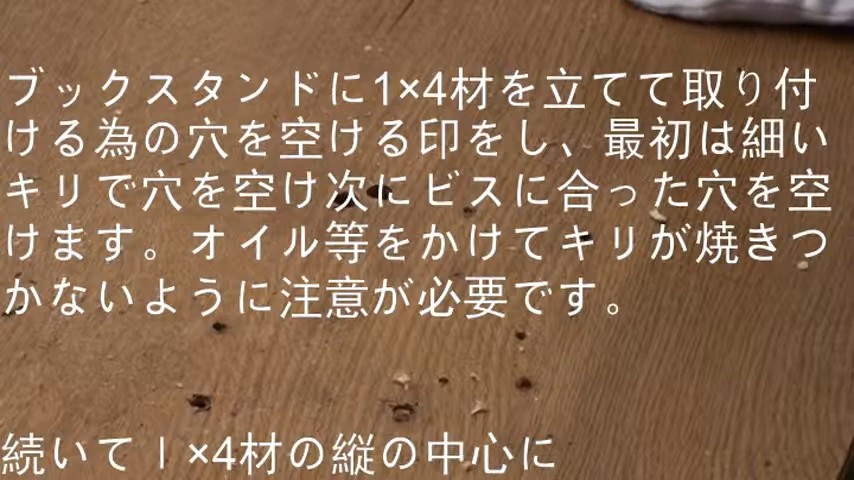 ブックスタンドに1×4材を立てて取り付
ける為の穴を空ける印をし、最初は細い
キリで穴を空け次にビスに合った穴を空
けます。オイル等をかけてキリが焼きつ
かないように注意が必要です。
続いて１×4材の縦の中心に